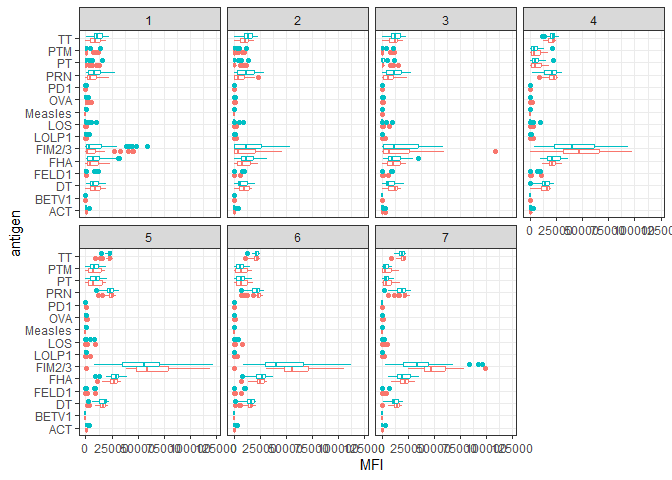 1 2 3 4
TT
PTM
PT
PRN
PD1
OVA
Measles
LOS
LOLP1
FIM2/3
FHA
FELD1
DT
BETV1
ACT
0 25000 50000 75000 100000 125000
5 6 7
TT
PTM
PT
PRN
PD1
OVA
Measles
LOS
LOLP1
FIM2/3
FHA
FELD1
DT
BETV1
ACT
0 25000 50000 75000 100000 125000 0 25000 50000 75000 100000 125000 0 25000 50000 75000 100000 125000
antigen
MFI